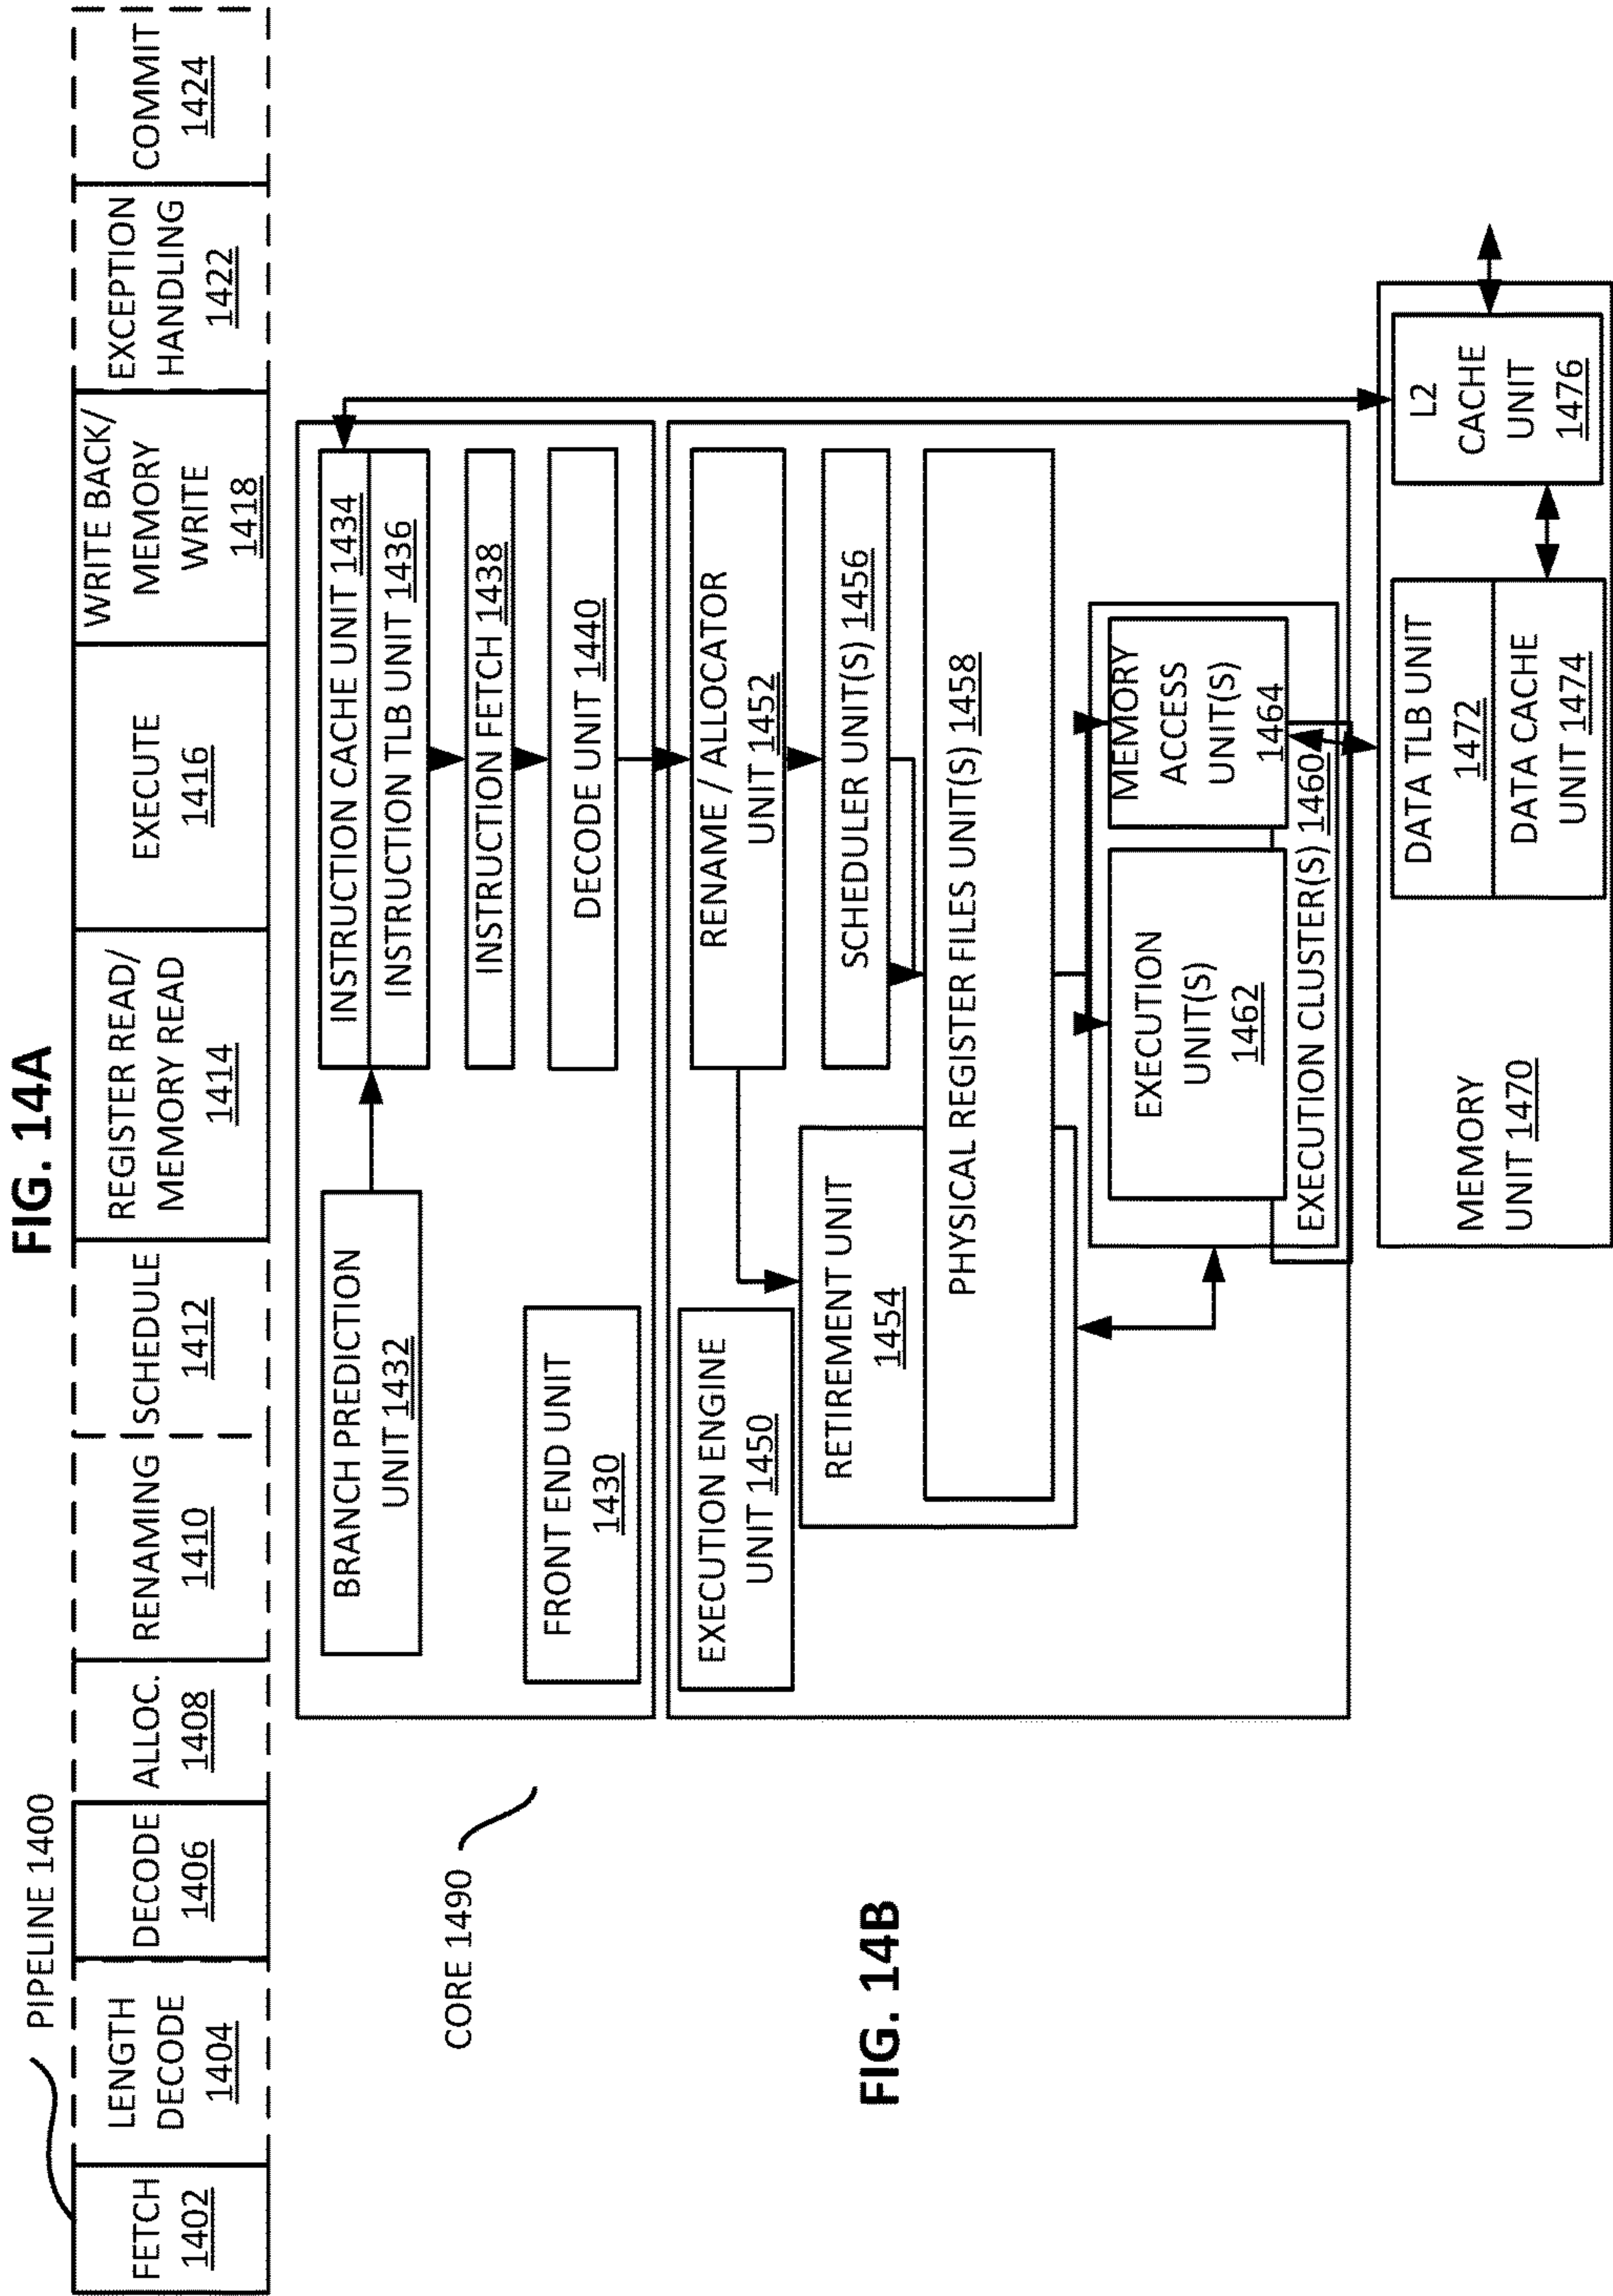 FIG. 14A
PIPELINE 1400
FETCH
1402
LENGTH
DECODE
1404
DECODE
1406
ALLOC.
1408
RENAMING
1410
SCHEDULE
1412
REGISTER READ/
MEMORY READ
1414
EXECUTE
1416
WRITE BACK/
MEMORY
WRITE
1418
EXCEPTION
HANDLING
1422
COMMIT
1424
CORE 1490
FIG. 14B
BRANCH PREDICTION
UNIT 1432
INSTRUCTION CACHE UNIT 1434
INSTRUCTION TLB UNIT 1436
INSTRUCTION FETCH 1438
FRONT END UNIT
1430
DECODE UNIT 1440
EXECUTION ENGINE
UNIT 1450
RENAME / ALLOCATOR
UNIT 1452
RETIREMENT UNIT
1454
SCHEDULER UNIT(S) 1456
PHYSICAL REGISTER FILES UNIT(S) 1458
EXECUTION
UNIT(S)
1462
MEMORY
ACCESS
UNIT(S)
1464
EXECUTION CLUSTER(S) 1460
MEMORY
UNIT 1470
DATA TLB UNIT
1472
DATA CACHE
UNIT 1474
L2
CACHE
UNIT
1476